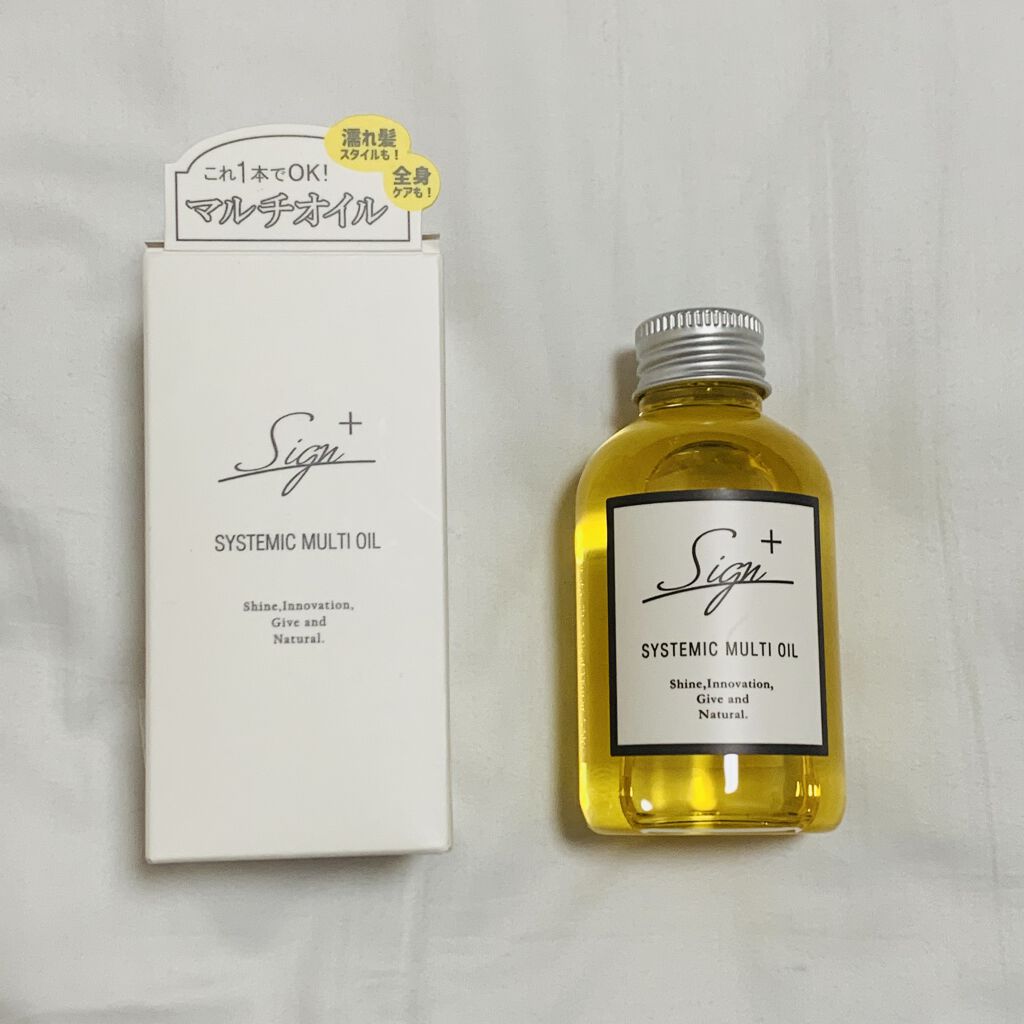 濡れ髪
スタイルも!
全身
ケアも!
これ1本でOK!
マルチオイル
Sign+
SYSTEMIC MULTI OIL
Shine,Innovation,
Give and
Natural.
Sign+
SYSTEMIC MULTI OIL
Shine,Innovation,
Give and
Natural.